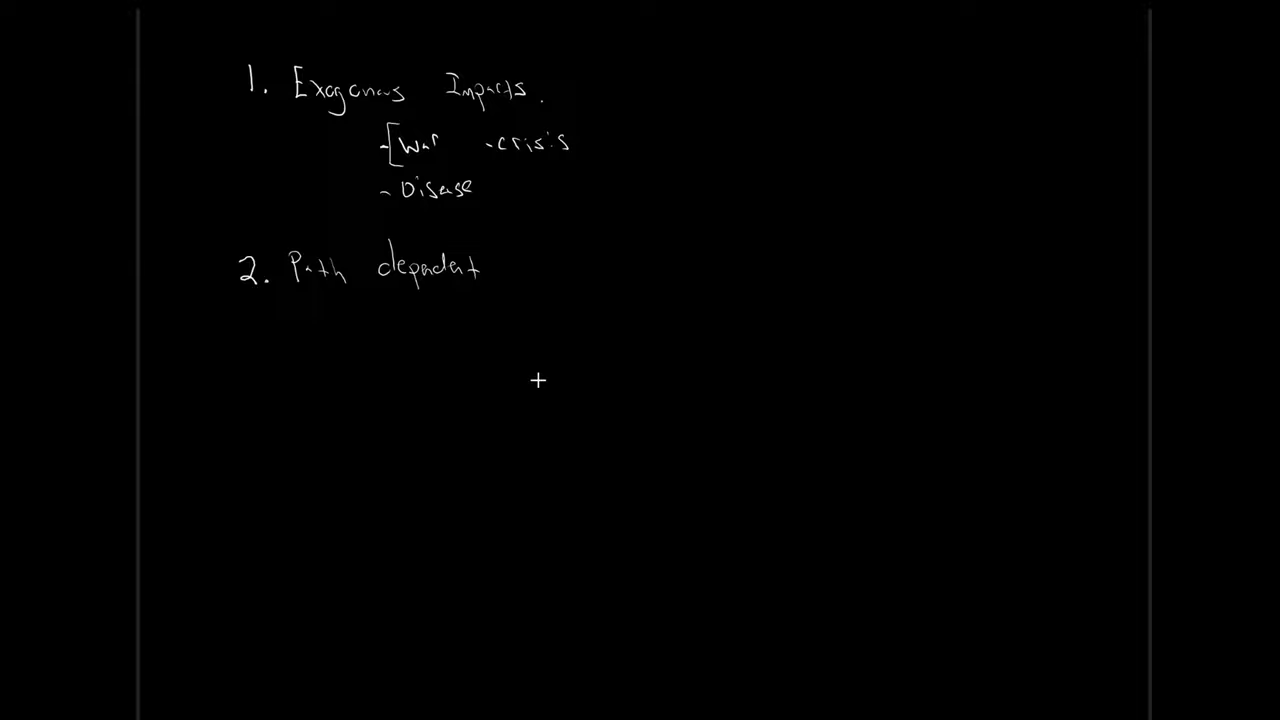 1. Exogenous Impacts.
-[War -crisis
- Disease
2. Path dependent